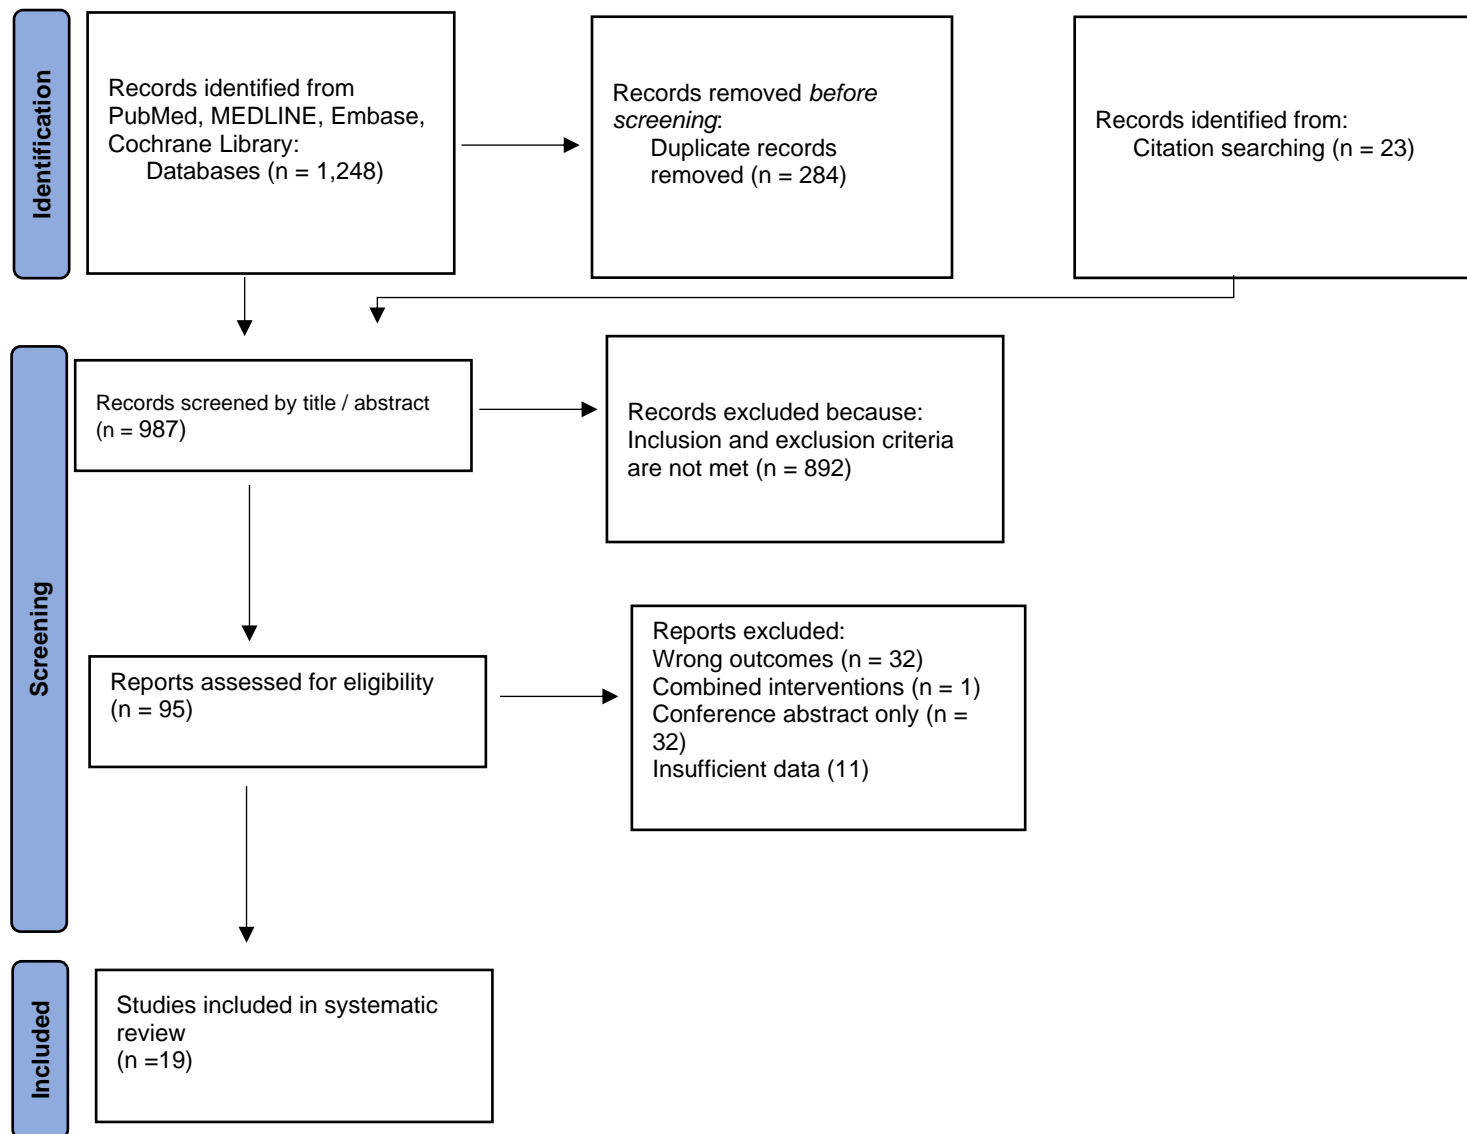 Identification
Records identified from
PubMed, MEDLINE, Embase,
Cochrane Library:
Databases (n = 1,248)
Records removed before
screening:
Duplicate records
removed (n = 284)
Records identified from:
Citation searching (n = 23)
Screening
Records screened by title / abstract
(n = 987)
Records excluded because:
Inclusion and exclusion criteria
are not met (n = 892)
Reports assessed for eligibility
(n = 95)
Reports excluded:
Wrong outcomes (n = 32)
Combined interventions (n = 1)
Conference abstract only (n =
32)
Insufficient data (11)
Included
Studies included in systematic
review
(n =19)